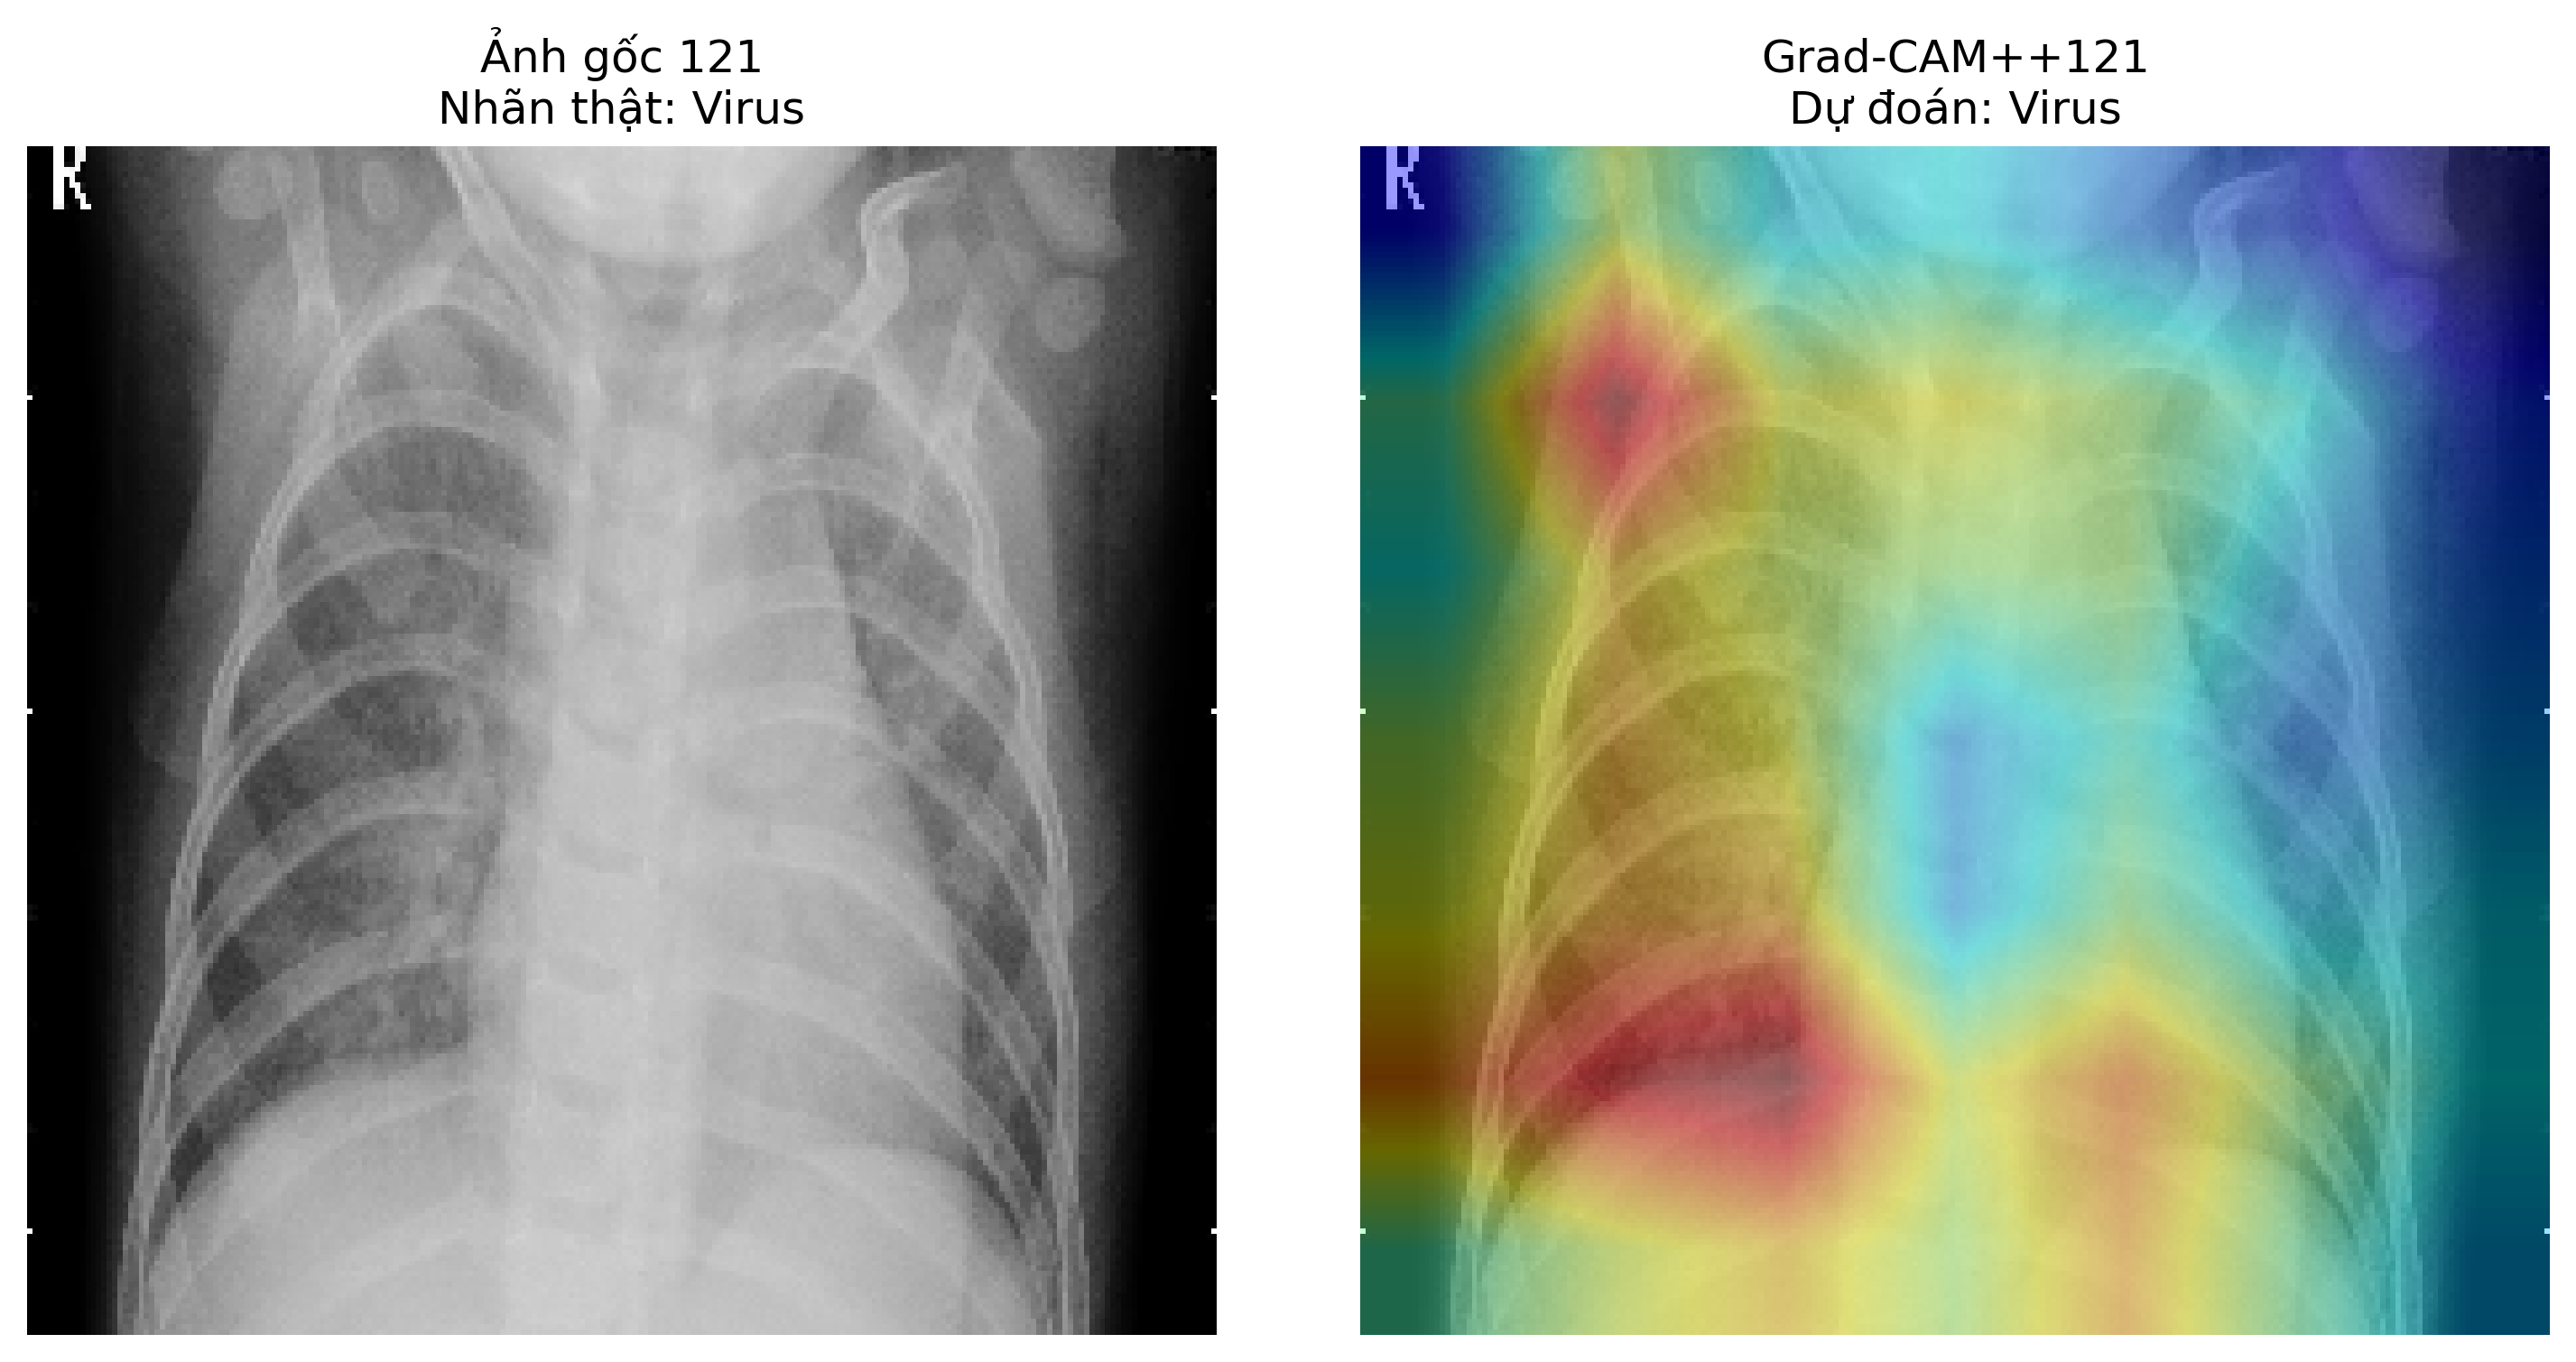 Ảnh gốc 121
Nhãn thật: Virus
Grad-CAM++121
Dự đoán: Virus
R
R